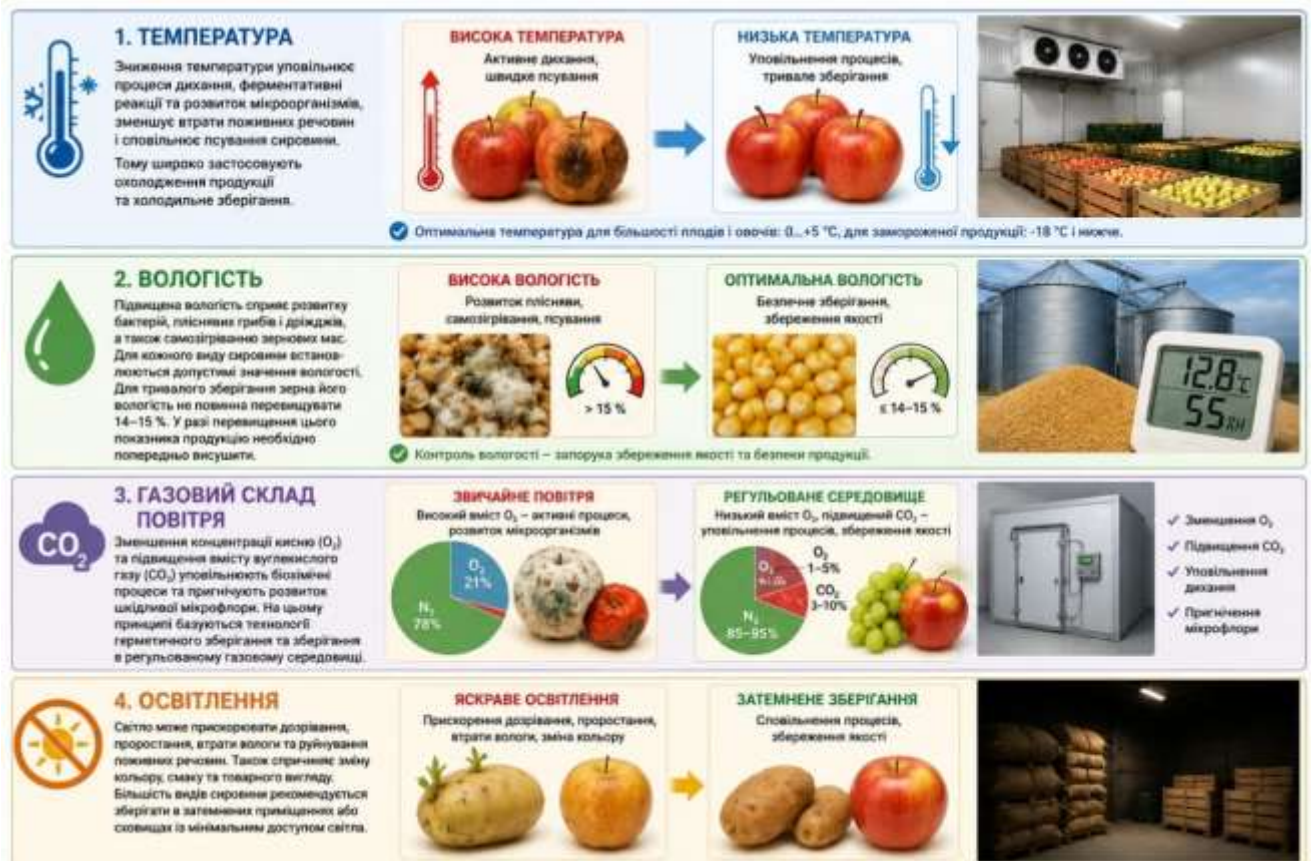 1. ТЕМПЕРАТУРА
Зниження температури уповільнює
процеси дихання, ферментативні
реакції та розвиток мікроорганізмів,
зменшує втрати поживних речовин
і сповільнює псування сировини.
Тому широко застосовують
охолодження продукції
та холодильне зберігання.
ВИСОКА ТЕМПЕРАТУРА
Активне дихання,
швидке псування
НИЗЬКА ТЕМПЕРАТУРА
Уповільнення процесів,
тривале зберігання
Оптимальна температура для більшості плодів і овочів: 0...+5 °С, для замороженої продукції: -18 °С і нижче.
2. ВОЛОГІСТЬ
Підвищена вологість сприяє розвитку
бактерій, пліснявих грибів і дріжджів,
а також самозігріванню зернових мас.
Для кожного виду сировини встанов-
люються допустимі значення вологості.
Для тривалого зберігання зерна його
вологість не повинна перевищувати
14–15 %. У разі перевищення цього
показника продукцію необхідно
попередньо висушити.
ВИСОКА ВОЛОГІСТЬ
Розвиток плісняви,
самозігрівання, псування
> 15 %
ОПТИМАЛЬНА ВОЛОГІСТЬ
Безпечне зберігання,
збереження якості
≤ 14–15 %
12.8°C
55RH
Контроль вологості – запорука збереження якості та безпеки продукції.
CO₂
3. ГАЗОВИЙ СКЛАД
ПОВІТРЯ
Зменшення концентрації кисню (O₂)
та підвищення вмісту вуглекислого
газу (CO₂) уповільнюють біохімічні
процеси та пригнічують розвиток
шкідливої мікрофлори. На цьому
принципі базуються технології
герметичного зберігання та зберігання
в регульованому газовому середовищі.
ЗВИЧАЙНЕ ПОВІТРЯ
Високий вміст O₂ – активні процеси,
розвиток мікроорганізмів
O₂
21%
N₂
78%
РЕГУЛЬОВАНЕ СЕРЕДОВИЩЕ
Низький вміст O₂, підвищений CO₂ –
уповільнення процесів, збереження якості
O₂
O₂
1–5%
CO₂
3–10%
N₂
85–95%
Зменшення O₂
Підвищення CO₂
Уповільнення
дихання
Пригнічення
мікрофлори
4. ОСВІТЛЕННЯ
Світло може прискорювати дозрівання,
проростання, втрати вологи та руйнування
поживних речовин. Також спричиняє зміну
кольору, смаку та товарного вигляду.
Більшість видів сировини рекомендується
зберігати в затемнених приміщеннях або
сховищах із мінімальним доступом світла.
ЯСКРАВЕ ОСВІТЛЕННЯ
Прискорення дозрівання, проростання,
втрати вологи, зміна кольору
ЗАТЕМНЕНЕ ЗБЕРІГАННЯ
Сповільнення процесів,
збереження якості